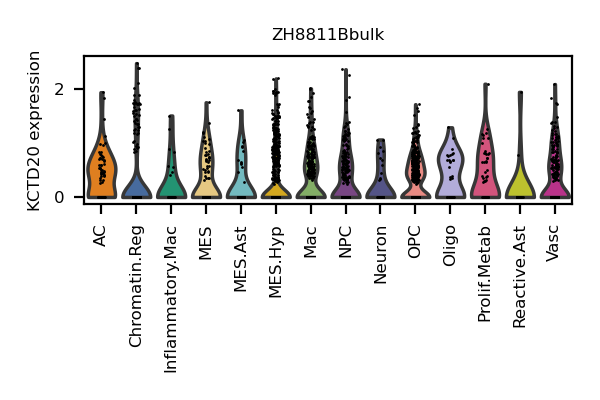 ZH8811Bbulk
KCTD20 expression
2
0
AC
Chromatin.Reg
Inflammatory.Mac
MES
MES.Ast
MES.Hyp
Mac
NPC
Neuron
OPC
Oligo
Prolif.Metab
Reactive.Ast
Vasc